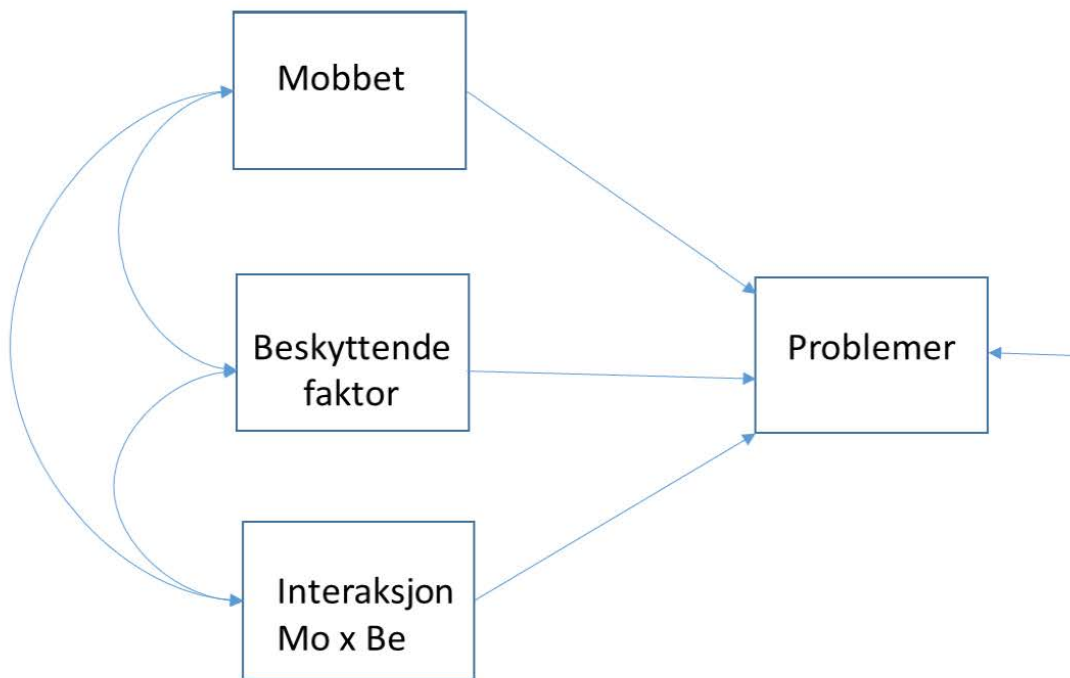 Mobbet
Beskyttende
faktor
Problemer
Interaksjon
Mo x Be